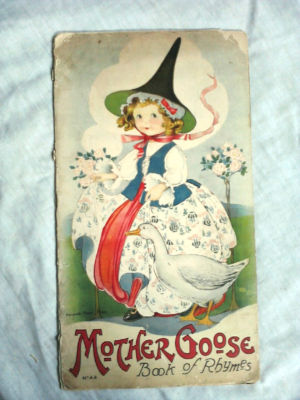 MOTHER GOOSE
Book of Rhymes